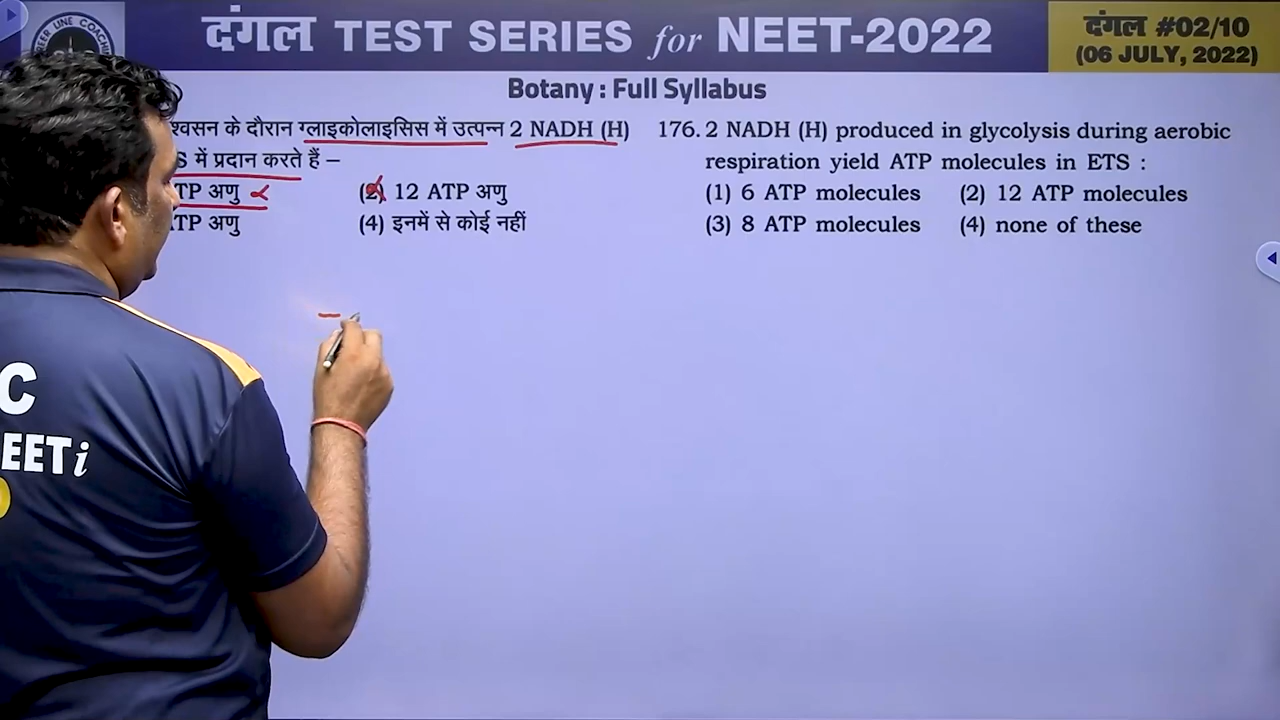 दंगल TEST SERIES for NEET-2022
दंगल #02/10
(06 JULY, 2022)
Botany : Full Syllabus
श्वसन के दौरान ग्लाइकोलाइसिस में उत्पन्न 2 NADH (H)
में प्रदान करते हैं –
अणु
(2) 12 ATP अणु
ATP अणु
(4) इनमें से कोई नहीं
176. 2 NADH (H) produced in glycolysis during aerobic
respiration yield ATP molecules in ETS :
(1) 6 ATP molecules (2) 12 ATP molecules
(3) 8 ATP molecules (4) none of these
C
EETi